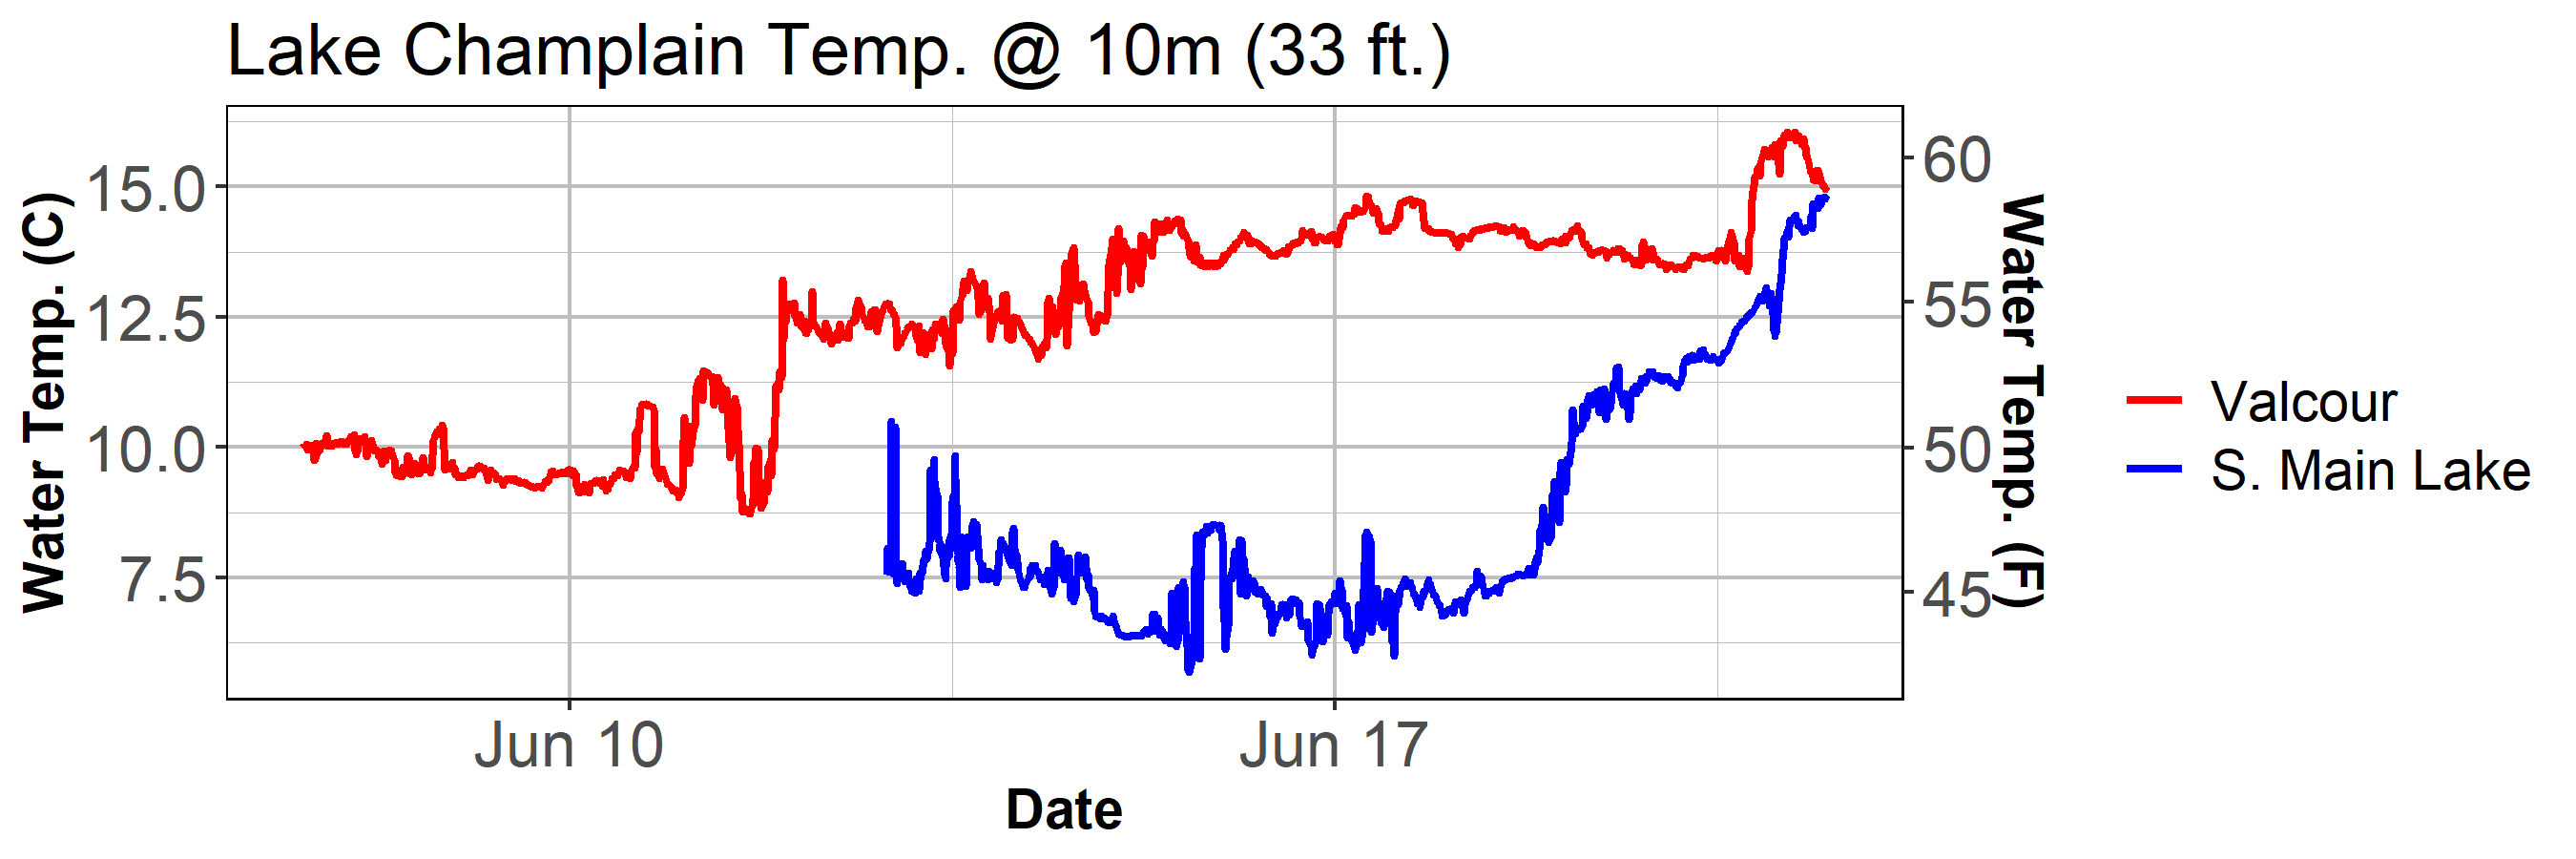 Lake Champlain Temp. @ 10m (33 ft.)
Water Temp. (C)
15.0
12.5
10.0
7.5
60
55
50
45
Water Temp. (F)
Jun 10
Jun 17
Date
Valcour
S. Main Lake